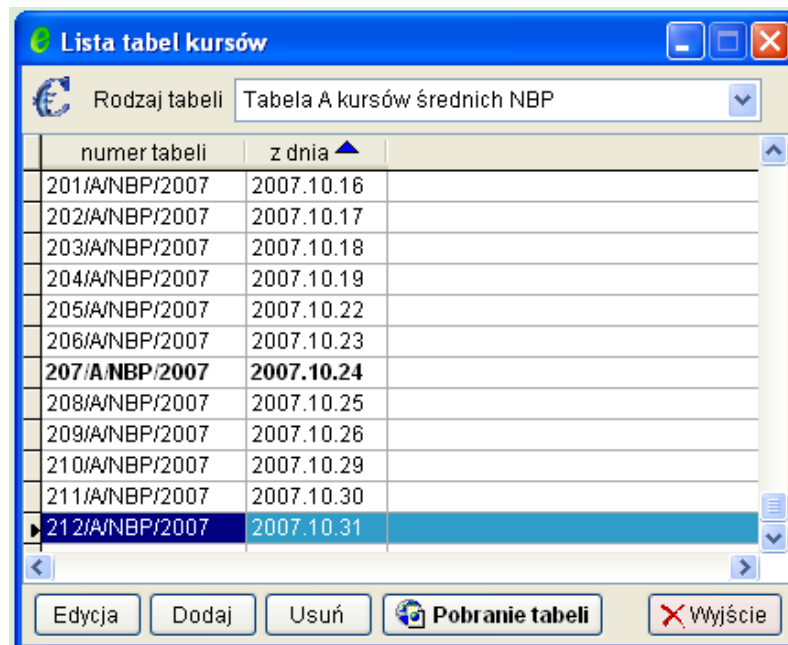 Lista tabel kursów
Rodzaj tabeli Tabela A kursów średnich NBP
numer tabeli z dnia
201/A/NBP/2007 2007.10.16
202/A/NBP/2007 2007.10.17
203/A/NBP/2007 2007.10.18
204/A/NBP/2007 2007.10.19
205/A/NBP/2007 2007.10.22
206/A/NBP/2007 2007.10.23
207/A/NBP/2007 2007.10.24
208/A/NBP/2007 2007.10.25
209/A/NBP/2007 2007.10.26
210/A/NBP/2007 2007.10.29
211/A/NBP/2007 2007.10.30
212/A/NBP/2007 2007.10.31
Edycja Dodaj Usuń Pobranie tabeli Wyjście